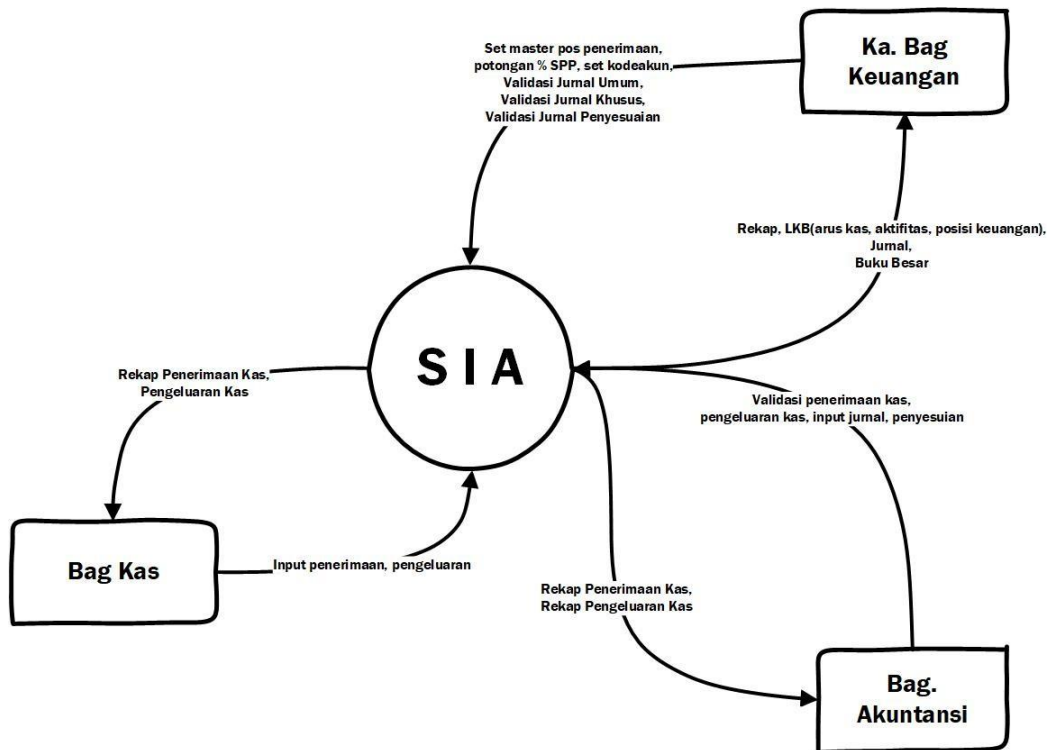 Set master pos penerimaan,
potongan % SPP, set kodeakun,
Validasi Jurnal Umum,
Validasi Jurnal Khusus,
Validasi Jurnal Penyesuaian
Ka. Bag
Keuangan
Rekap, LKB(arus kas, aktifitas, posisi keuangan),
Jurnal,
Buku Besar
S I A
Rekap Penerimaan Kas,
Pengeluaran Kas
Validasi penerimaan kas,
pengeluaran kas, input jurnal, penyesuian
Bag Kas
Input penerimaan, pengeluaran
Rekap Penerimaan Kas,
Rekap Pengeluaran Kas
Bag.
Akuntansi